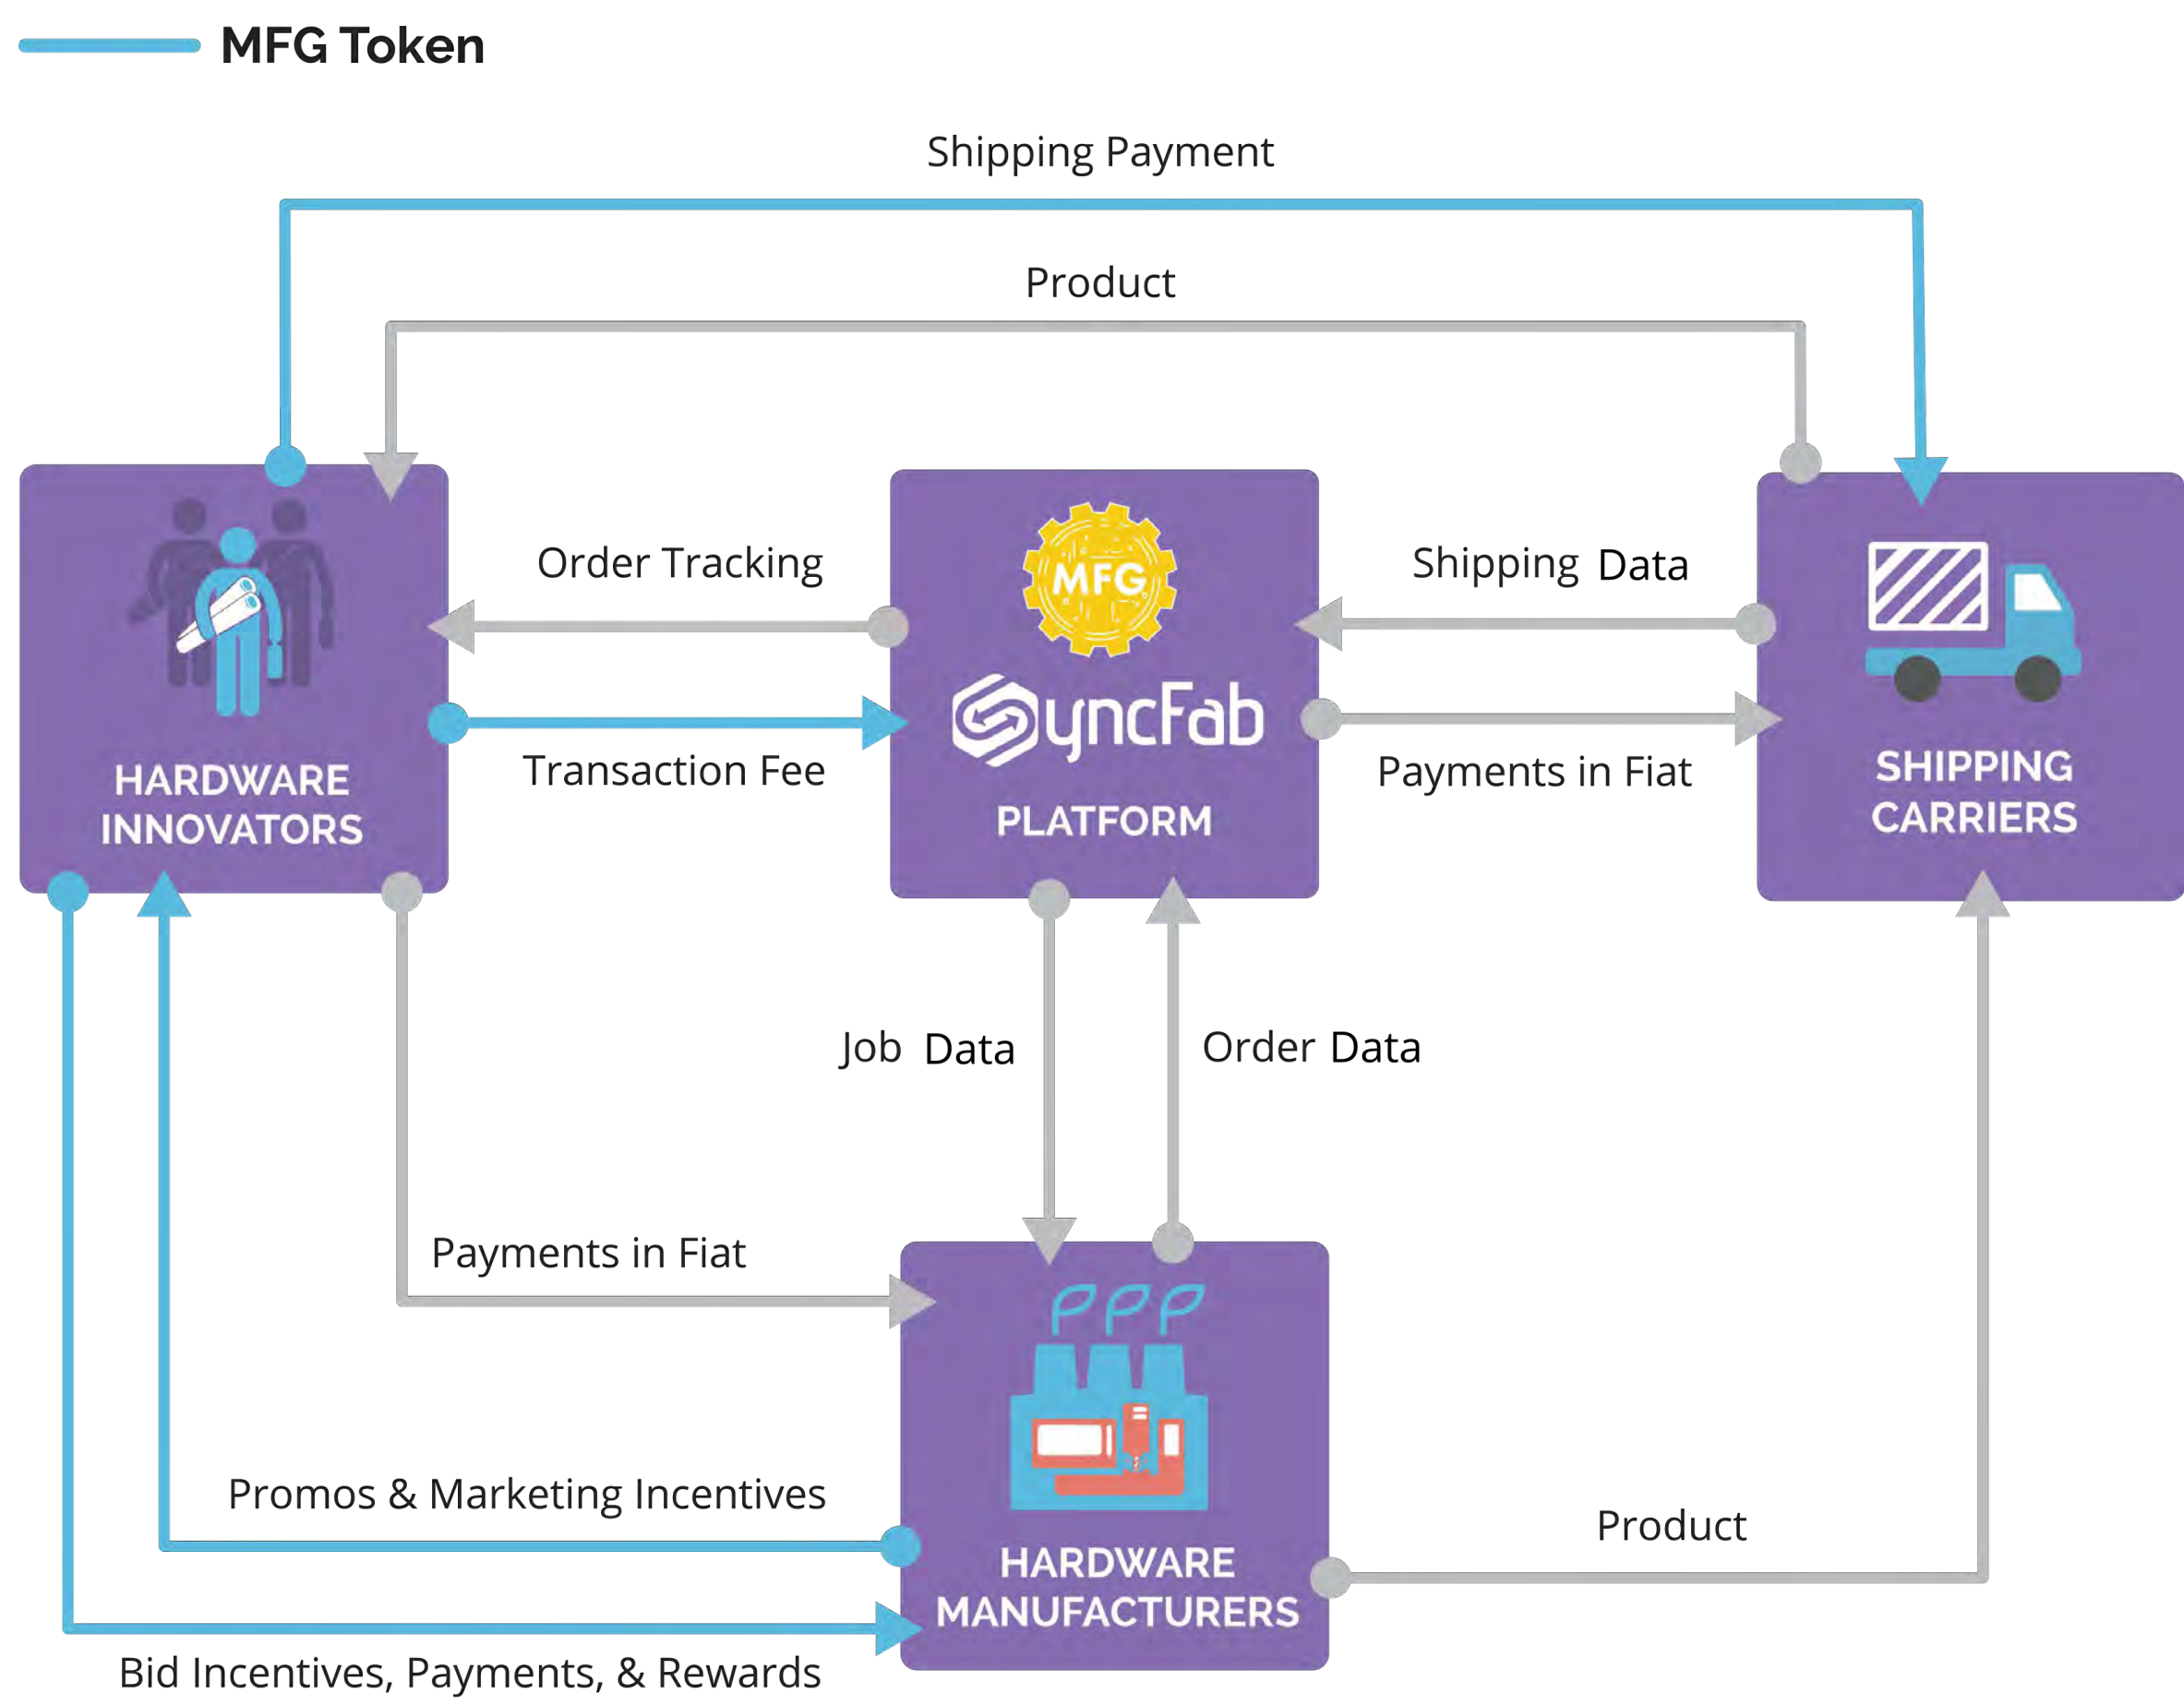 MFG Token
Shipping Payment
Product
Order Tracking
MFG
Shipping Data
SyncFab
Transaction Fee
Payments in Fiat
HARDWARE
INNOVATORS
PLATFORM
SHIPPING
CARRIERS
Job Data
Order Data
Payments in Fiat
Promos & Marketing Incentives
Product
HARDWARE
MANUFACTURERS
Bid Incentives, Payments, & Rewards